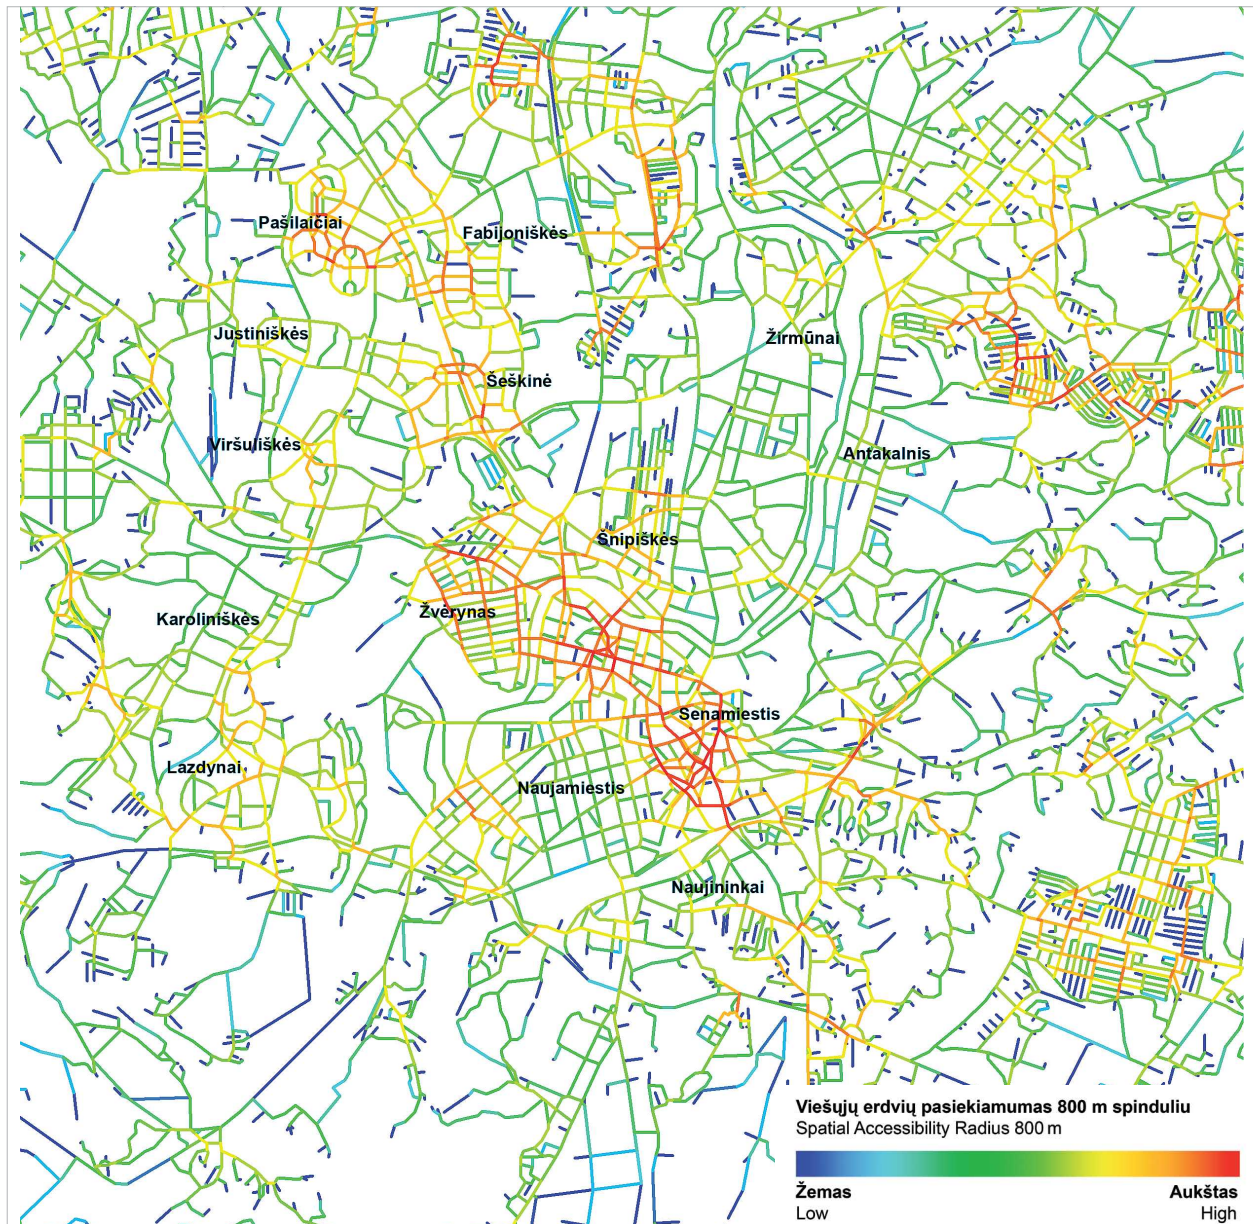 Pašilaičiai
Fabijoniškės
Justiniškės
Žirmūnai
Šeškinė
Viršuliškės
Antakalnis
Šnipiškės
Žvėrynas
Karoliniškės
Senamiestis
Lazdynai
Naujamiestis
Naujininkai
Viešųjų erdvių pasiekiamumas 800 m spinduliu
Spatial Accessibility Radius 800 m
Žemas Aukštas
Low High